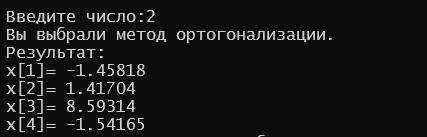 Введите число:2
Вы выбрали метод ортогонализации.
Результат:
x[1]= -1.45818
x[2]= 1.41704
x[3]= 8.59314
x[4]= -1.54165